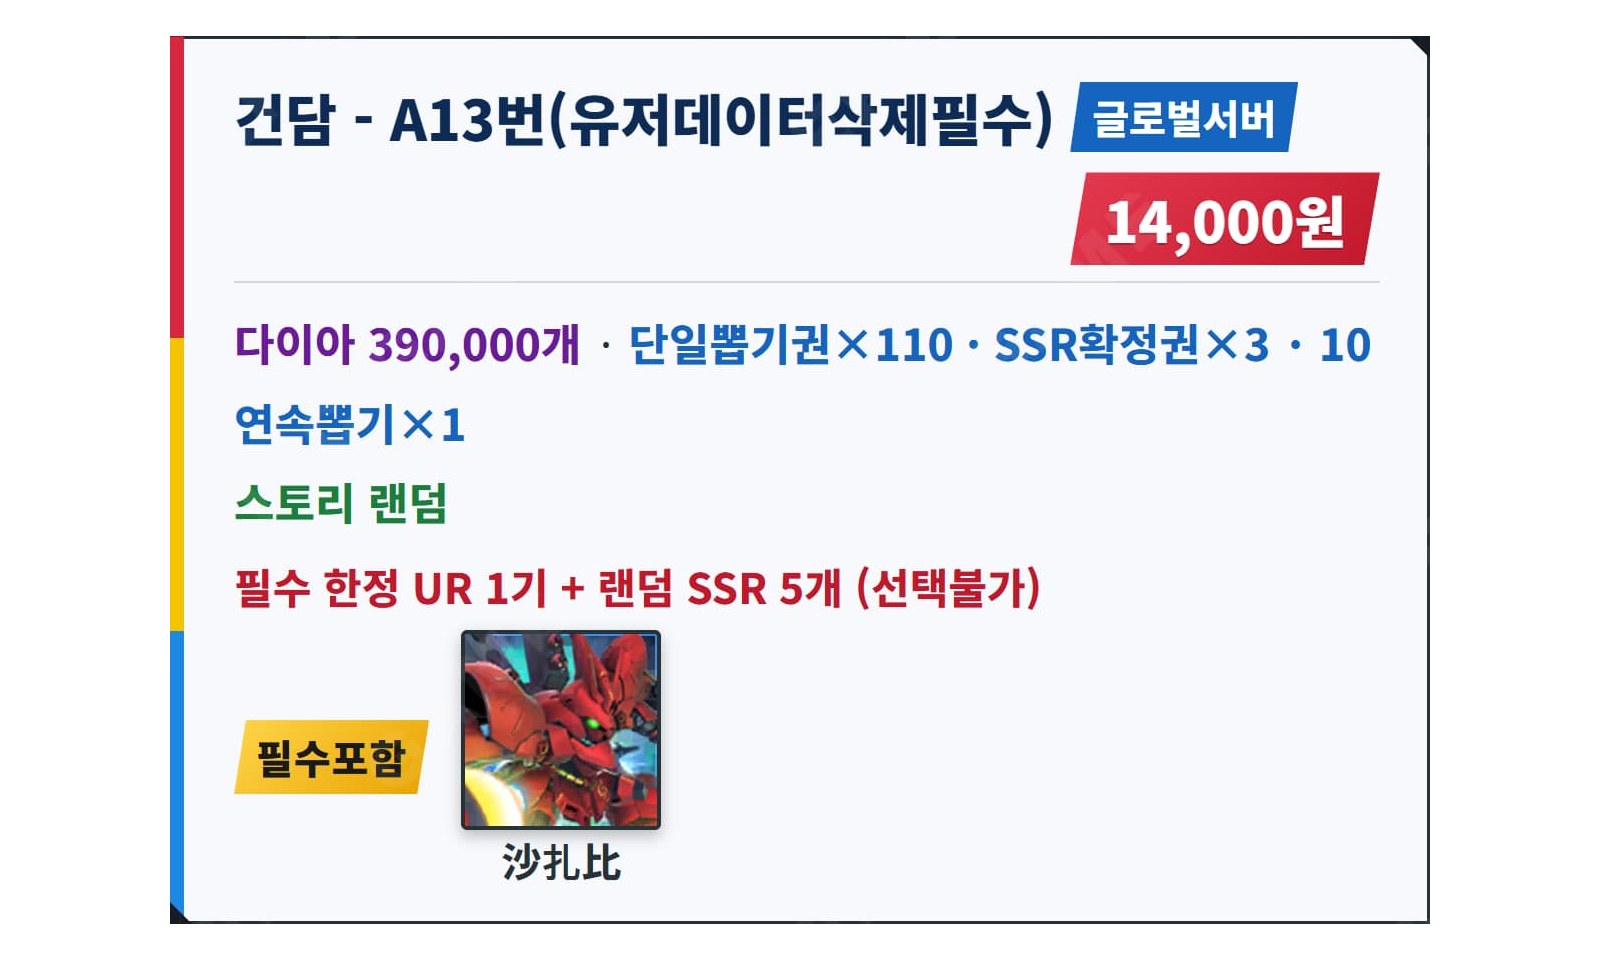 건담 - A13번(유저데이터삭제필수) 글로벌서버
14,000원
다이아 390,000개 · 단일뽑기권×110 · SSR확정권×3 · 10
연속뽑기×1
스토리 랜덤
필수 한정 UR 1기 + 랜덤 SSR 5개 (선택불가)
필수포함
沙扎比